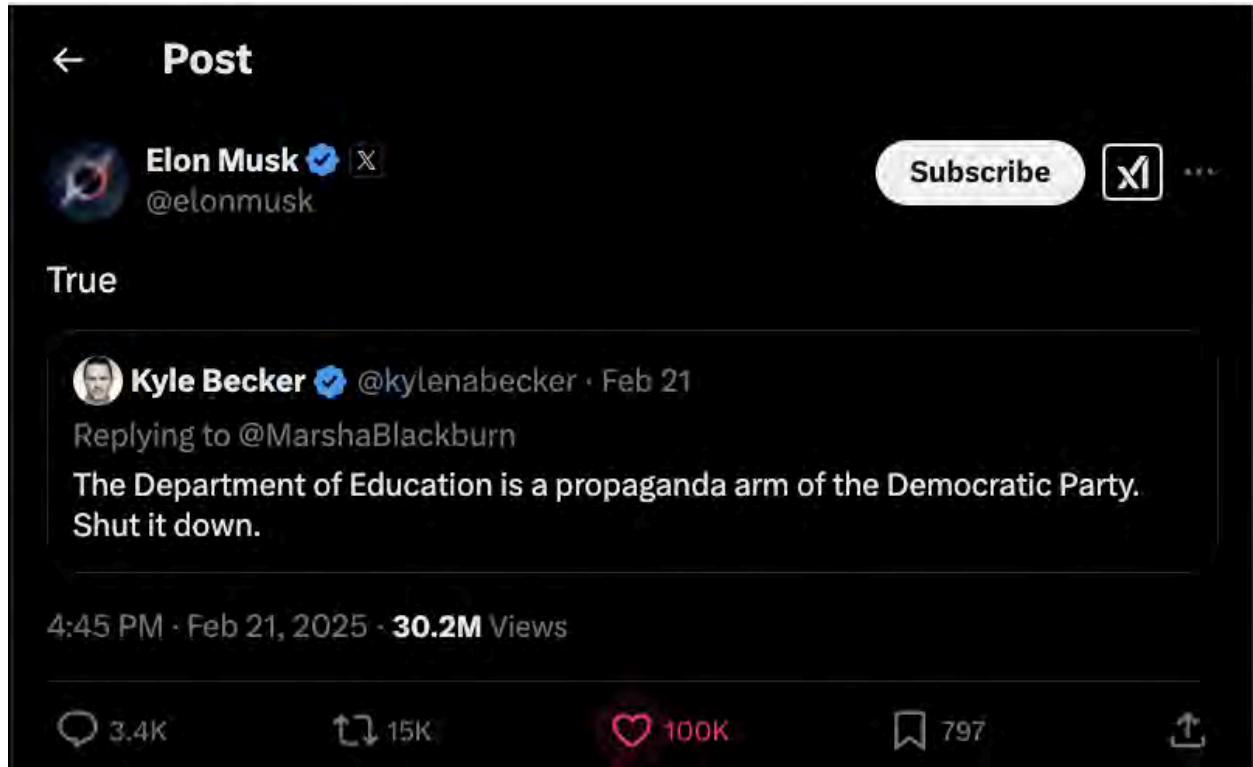 Post
Elon Musk
@elonmusk
Subscribe
True
Kyle Becker @kylenabecker · Feb 21
Replying to @MarshaBlackburn
The Department of Education is a propaganda arm of the Democratic Party.
Shut it down.
4:45 PM · Feb 21, 2025 · 30.2M Views
3.4K 15K 100K 797